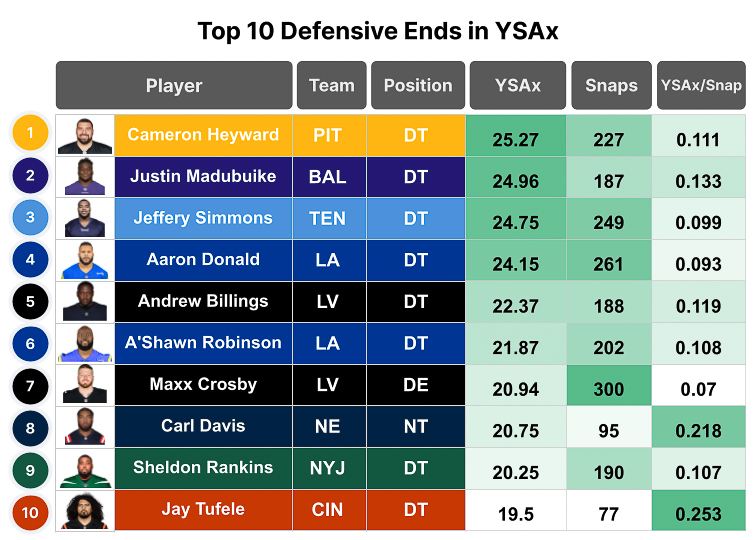 Top 10 Defensive Ends in YSAx
Player Team Position YSAx Snaps YSAx/Snap
1 Cameron Heyward PIT DT 25.27 227 0.111
2 Justin Madubuike BAL DT 24.96 187 0.133
3 Jeffery Simmons TEN DT 24.75 249 0.099
4 Aaron Donald LA DT 24.15 261 0.093
5 Andrew Billings LV DT 22.37 188 0.119
6 A'Shawn Robinson LA DT 21.87 202 0.108
7 Maxx Crosby LV DE 20.94 300 0.07
8 Carl Davis NE NT 20.75 95 0.218
9 Sheldon Rankins NYJ DT 20.25 190 0.107
10 Jay Tufele CIN DT 19.5 77 0.253